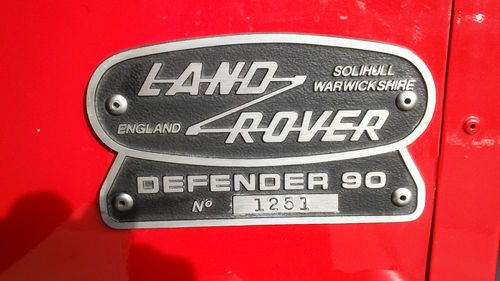 LAND
SOLIHULL
WARWICKSHIRE
ENGLAND
ROVER
DEFENDER 90
Nº 1251